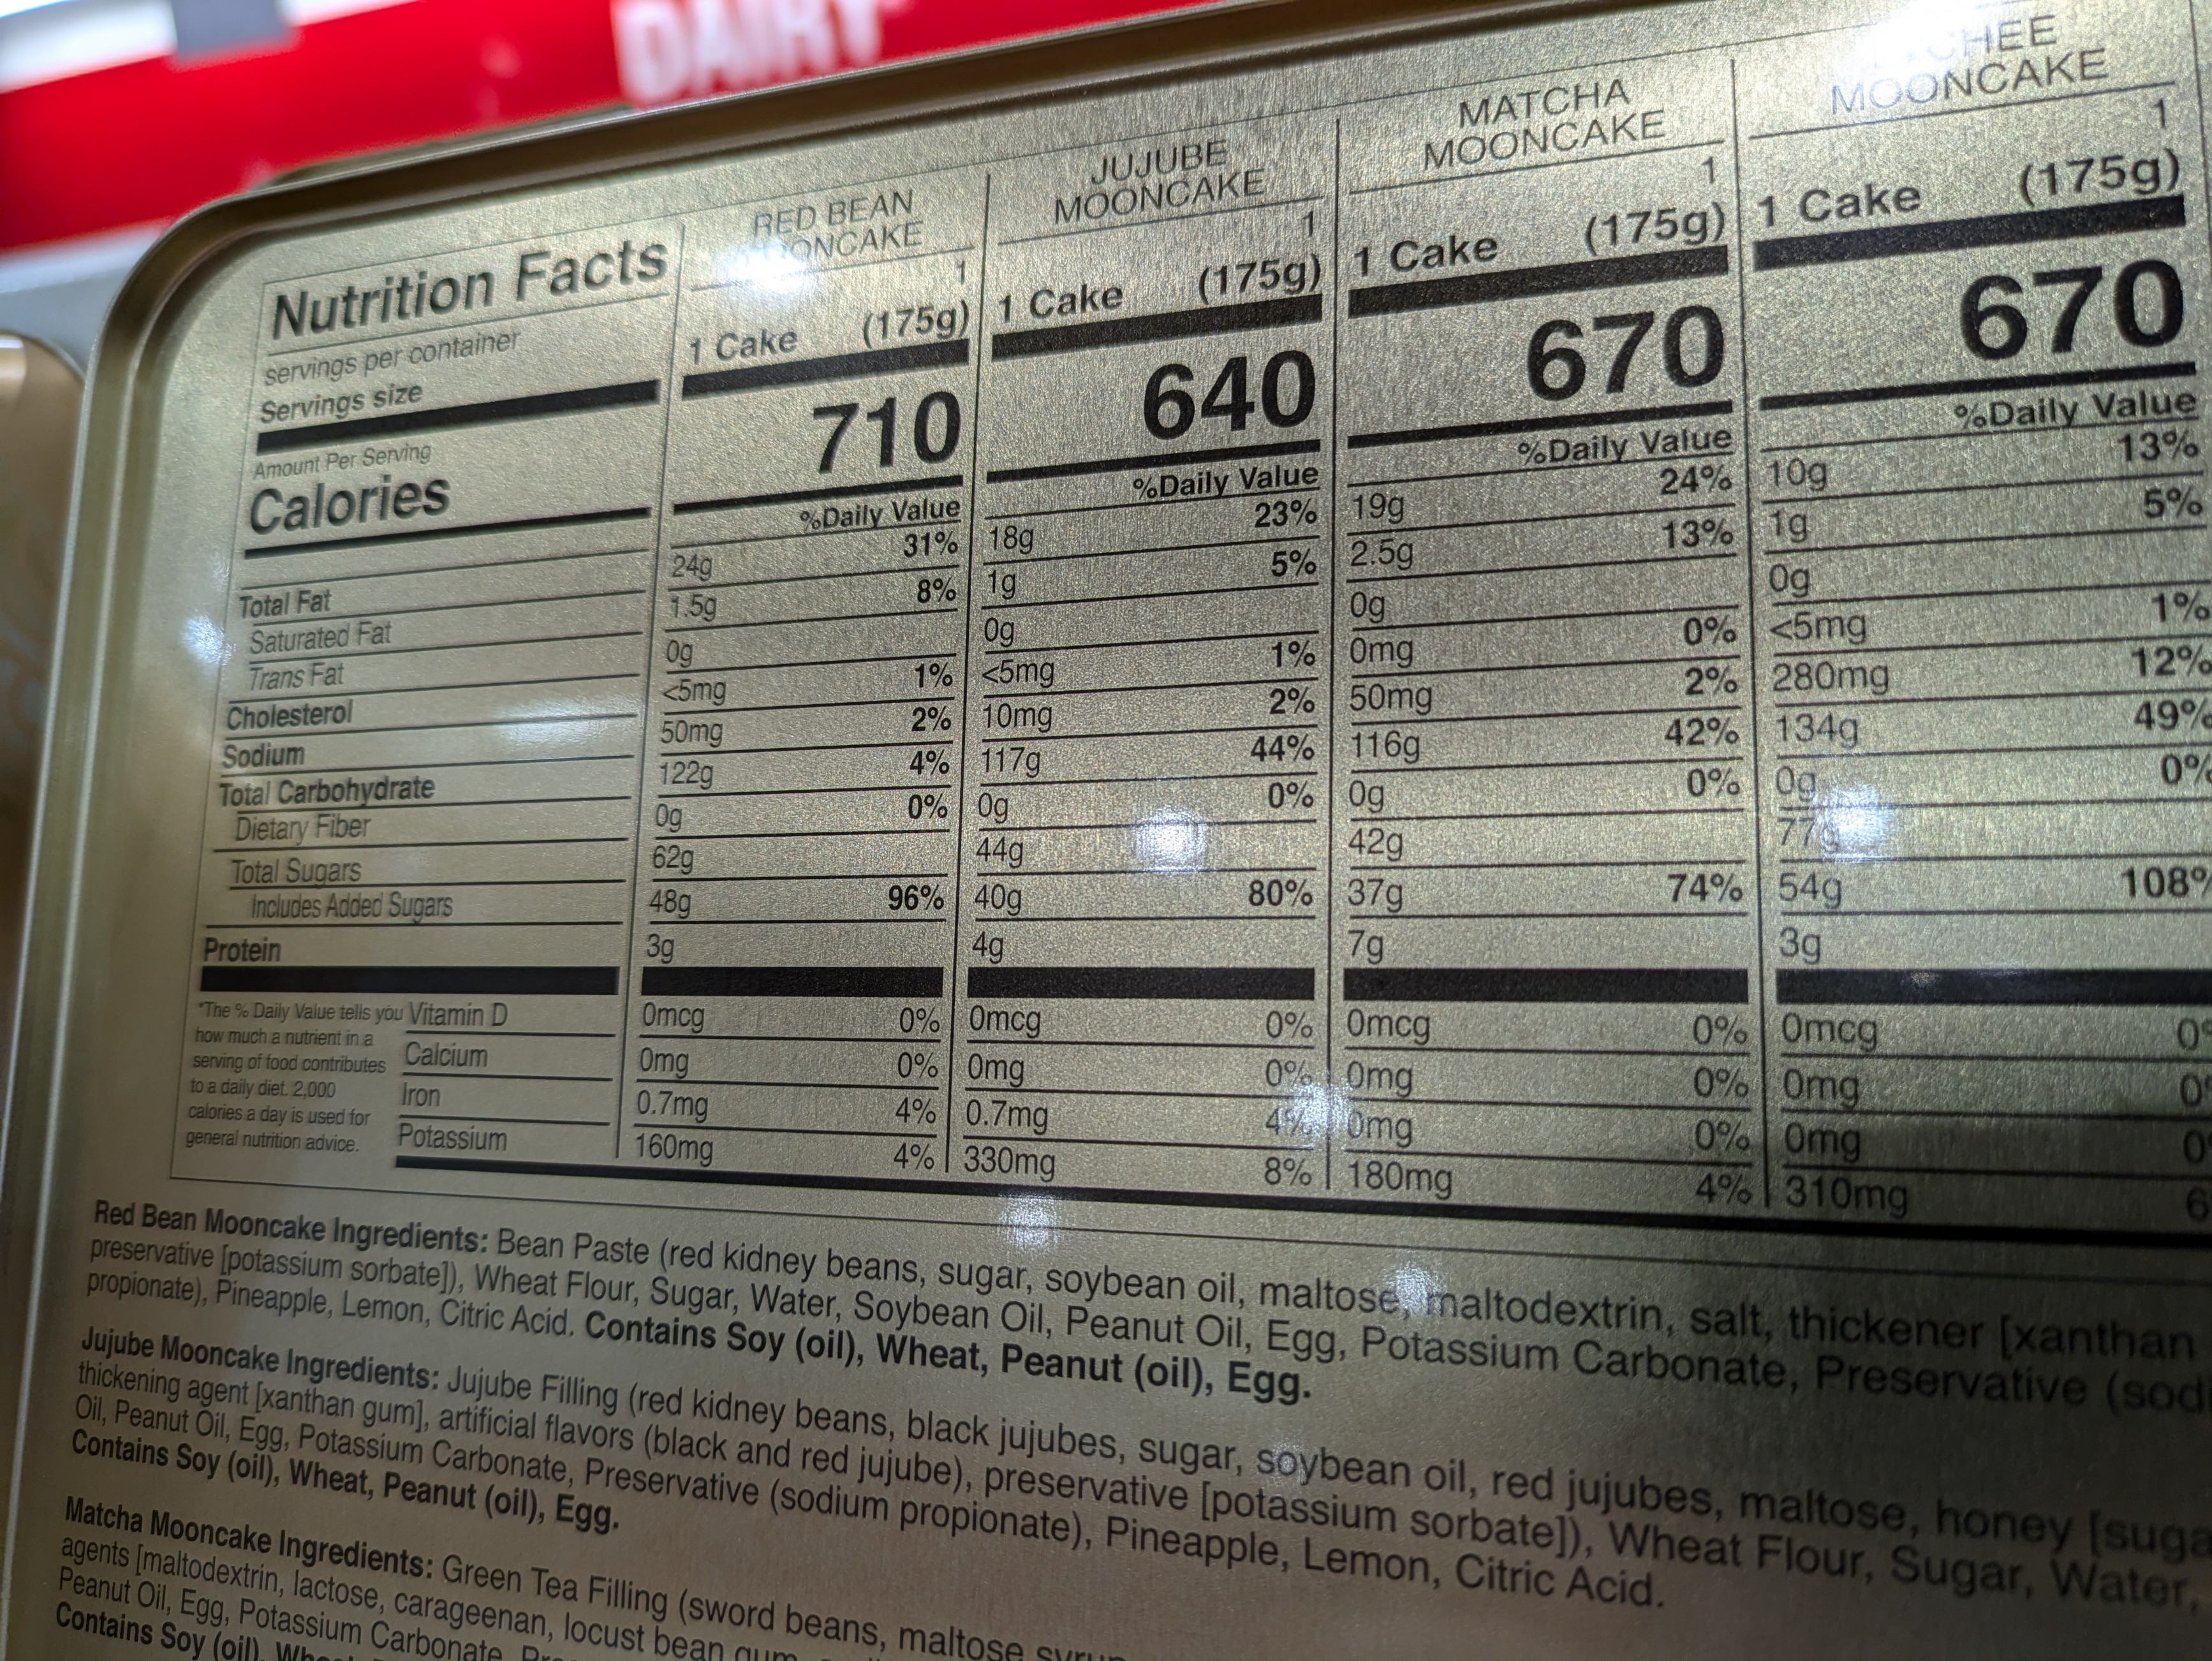 DAIRY
RED BEAN
JUJUBE
MOONCAKE
MATCHA
MOONCAKE
MOONCAKE
Nutrition Facts
servings per container 1 1 1 1
Servings size 1 Cake (175g) 1 Cake (175g) 1 Cake (175g) 1 Cake (175g)
Amount Per Serving
Calories 710 640 670 670
%Daily Value %Daily Value %Daily Value %Daily Value
Total Fat 24g 31% 18g 23% 19g 24% 10g 13%
Saturated Fat 1.5g 8% 1g 5% 2.5g 13% 1g 5%
Trans Fat 0g 0g 0g 0g
Cholesterol <5mg 1% <5mg 1% 0mg 0% <5mg 1%
Sodium 50mg 2% 10mg 2% 50mg 2% 280mg 12%
Total Carbohydrate 122g 4% 117g 44% 116g 42% 134g 49%
Dietary Fiber 0g 0% 0g 0% 0g 0% 0g 0%
Total Sugars 62g 44g 42g 77g
Includes Added Sugars 48g 96% 40g 80% 37g 74% 54g 108%
Protein 3g 4g 7g 3g
Vitamin D 0mcg 0% 0mcg 0% 0mcg 0% 0mcg
Calcium 0mg 0% 0mg 0% 0mg 0% 0mg
Iron 0.7mg 4% 0.7mg 4% 0mg 0% 0mg
Potassium 160mg 4% 330mg 8% 180mg 4% 310mg
*The % Daily Value tells you
how much a nutrient in a
serving of food contributes
to a daily diet. 2,000
calories a day is used for
general nutrition advice.
Red Bean Mooncake Ingredients: Bean Paste (red kidney beans, sugar, soybean oil, maltose, maltodextrin, salt, thickener [xanthan
preservative [potassium sorbate]), Wheat Flour, Sugar, Water, Soybean Oil, Peanut Oil, Egg, Potassium Carbonate, Preservative
propionate), Pineapple, Lemon, Citric Acid. Contains Soy (oil), Wheat, Peanut (oil), Egg.
Jujube Mooncake Ingredients: Jujube Filling (red kidney beans, black jujubes, sugar, soybean oil, red jujubes, maltose, honey
thickening agent [xanthan gum], artificial flavors (black and red jujube), preservative [potassium sorbate]), Wheat Flour, Sugar, Water,
Oil, Peanut Oil, Egg, Potassium Carbonate, Preservative (sodium propionate), Pineapple, Lemon, Citric Acid.
Contains Soy (oil), Wheat, Peanut (oil), Egg.
Matcha Mooncake Ingredients: Green Tea Filling (sword beans, maltose
agents [maltodextrin, lactose, carageenan, locust bean gum
Peanut Oil, Egg, Potassium Carbonate
Contains Soy (oil),